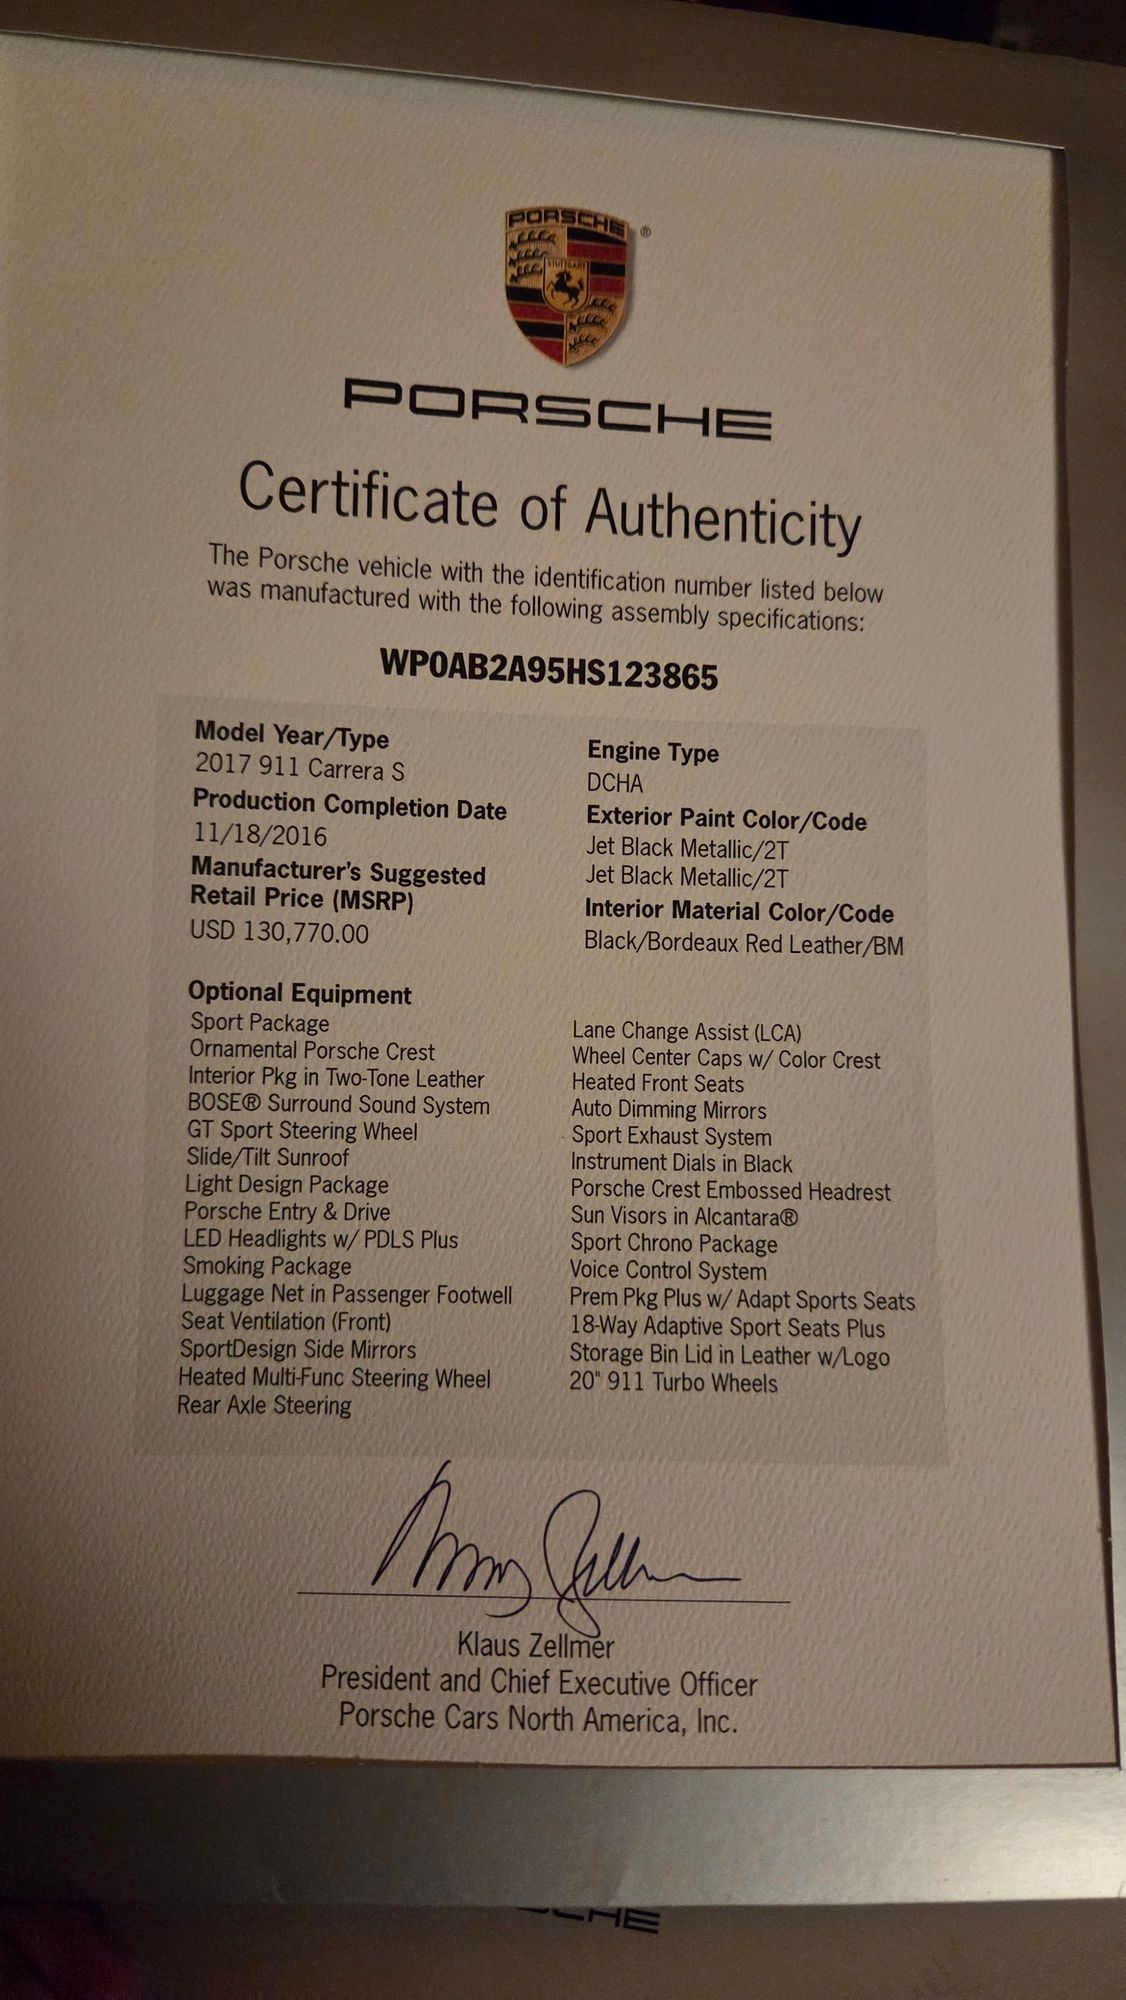 PORSCHE
®
STUTTGART
PORSCHE
Certificate of Authenticity
The Porsche vehicle with the identification number listed below
was manufactured with the following assembly specifications:
WP0AB2A95HS123865
Model Year/Type
2017 911 Carrera S
Production Completion Date
11/18/2016
Manufacturer's Suggested
Retail Price (MSRP)
USD 130,770.00
Engine Type
DCHA
Exterior Paint Color/Code
Jet Black Metallic/2T
Jet Black Metallic/2T
Interior Material Color/Code
Black/Bordeaux Red Leather/BM
Optional Equipment
Sport Package
Ornamental Porsche Crest
Interior Pkg in Two-Tone Leather
BOSE® Surround Sound System
GT Sport Steering Wheel
Slide/Tilt Sunroof
Light Design Package
Porsche Entry & Drive
LED Headlights w/ PDLS Plus
Smoking Package
Luggage Net in Passenger Footwell
Seat Ventilation (Front)
SportDesign Side Mirrors
Heated Multi-Func Steering Wheel
Rear Axle Steering
Lane Change Assist (LCA)
Wheel Center Caps w/ Color Crest
Heated Front Seats
Auto Dimming Mirrors
Sport Exhaust System
Instrument Dials in Black
Porsche Crest Embossed Headrest
Sun Visors in Alcantara®
Sport Chrono Package
Voice Control System
Prem Pkg Plus w/ Adapt Sports Seats
18-Way Adaptive Sport Seats Plus
Storage Bin Lid in Leather w/Logo
20" 911 Turbo Wheels
Klaus Zellmer
President and Chief Executive Officer
Porsche Cars North America, Inc.
HE